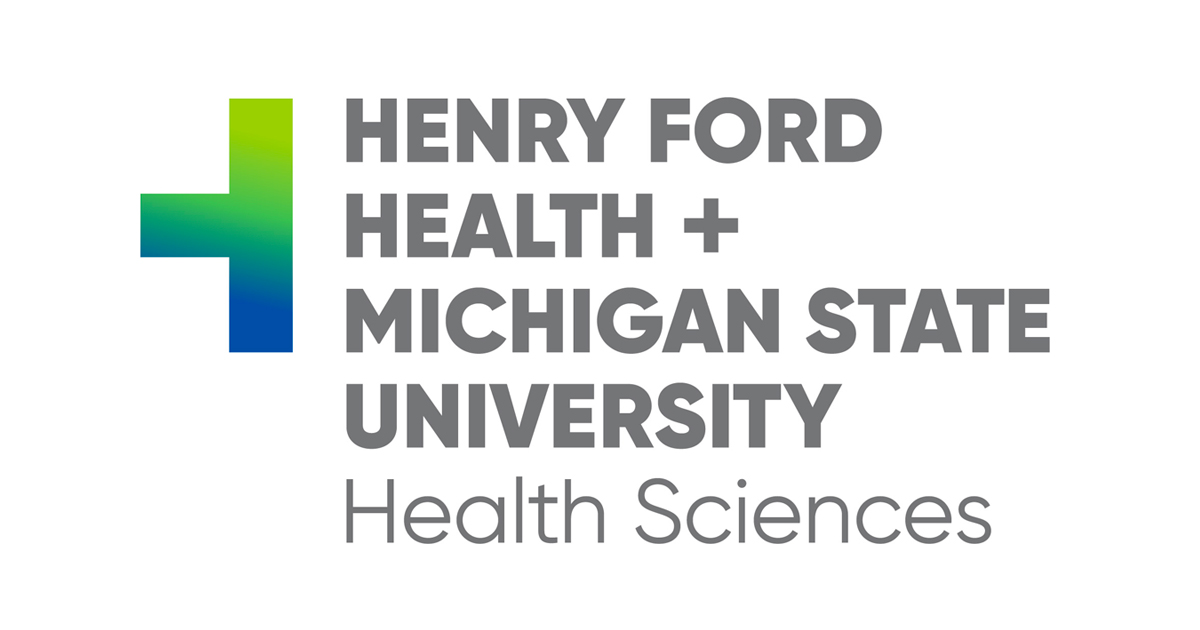 HENRY FORD
HEALTH +
MICHIGAN STATE
UNIVERSITY
Health Sciences